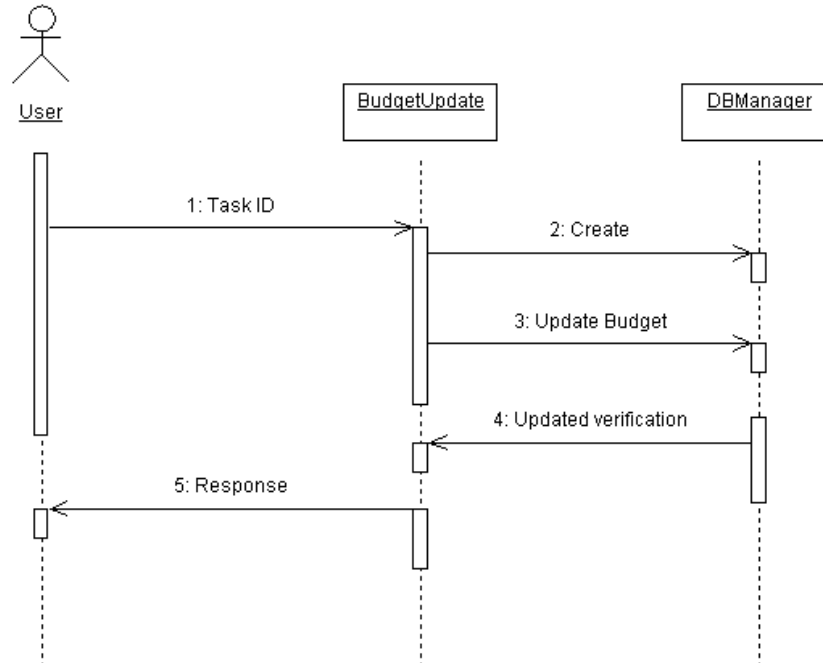 User
BudgetUpdate
DBManager
1: Task ID
2: Create
3: Update Budget
4: Updated verification
5: Response